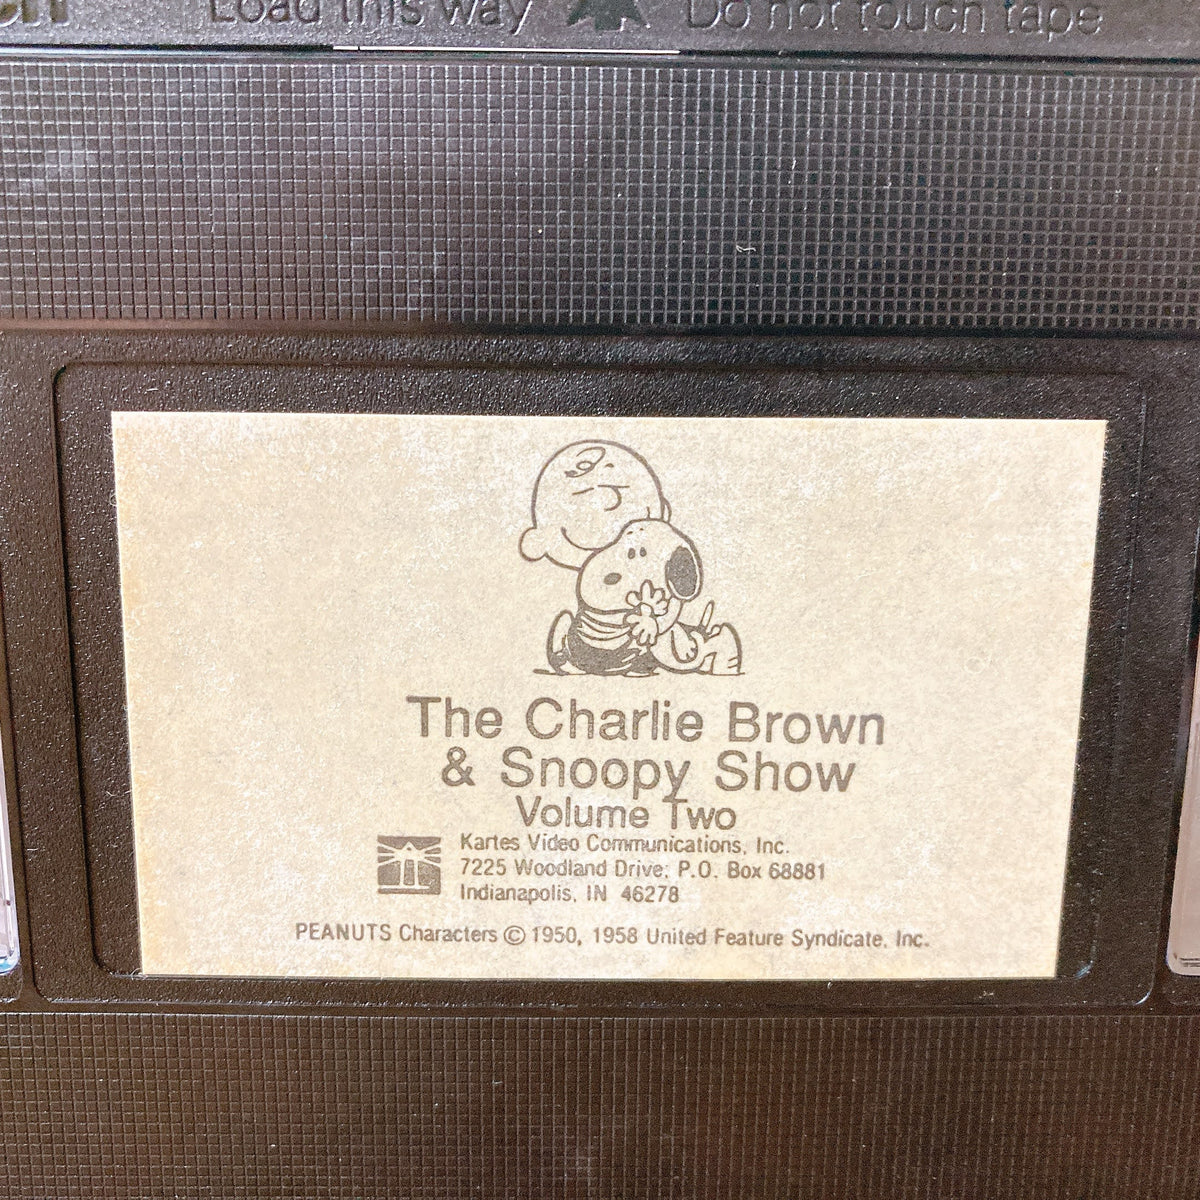 Load this way Do not touch tape
The Charlie Brown
& Snoopy Show
Volume Two
Kartes Video Communications, Inc.
7225 Woodland Drive; P.O. Box 68881
Indianapolis, IN 46278
PEANUTS Characters © 1950, 1958 United Feature Syndicate, Inc.